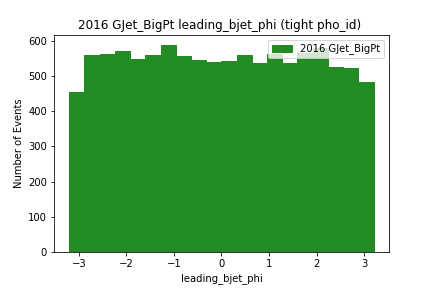 2016 GJet_BigPt leading_bjet_phi (tight pho_id)
2016 GJet_BigPt
Number of Events
600
500
400
300
200
100
0
−3 −2 −1 0 1 2 3
leading_bjet_phi